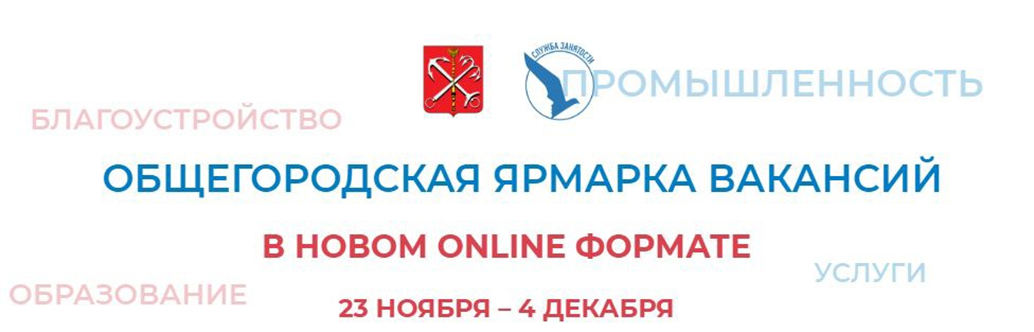 СЛУЖБА ЗАНЯТОСТИ
ПРОМЫШЛЕННОСТЬ
БЛАГОУСТРОЙСТВО
ОБЩЕГОРОДСКАЯ ЯРМАРКА ВАКАНСИЙ
В НОВОМ ONLINE ФОРМАТЕ
УСЛУГИ
ОБРАЗОВАНИЕ
23 НОЯБРЯ – 4 ДЕКАБРЯ